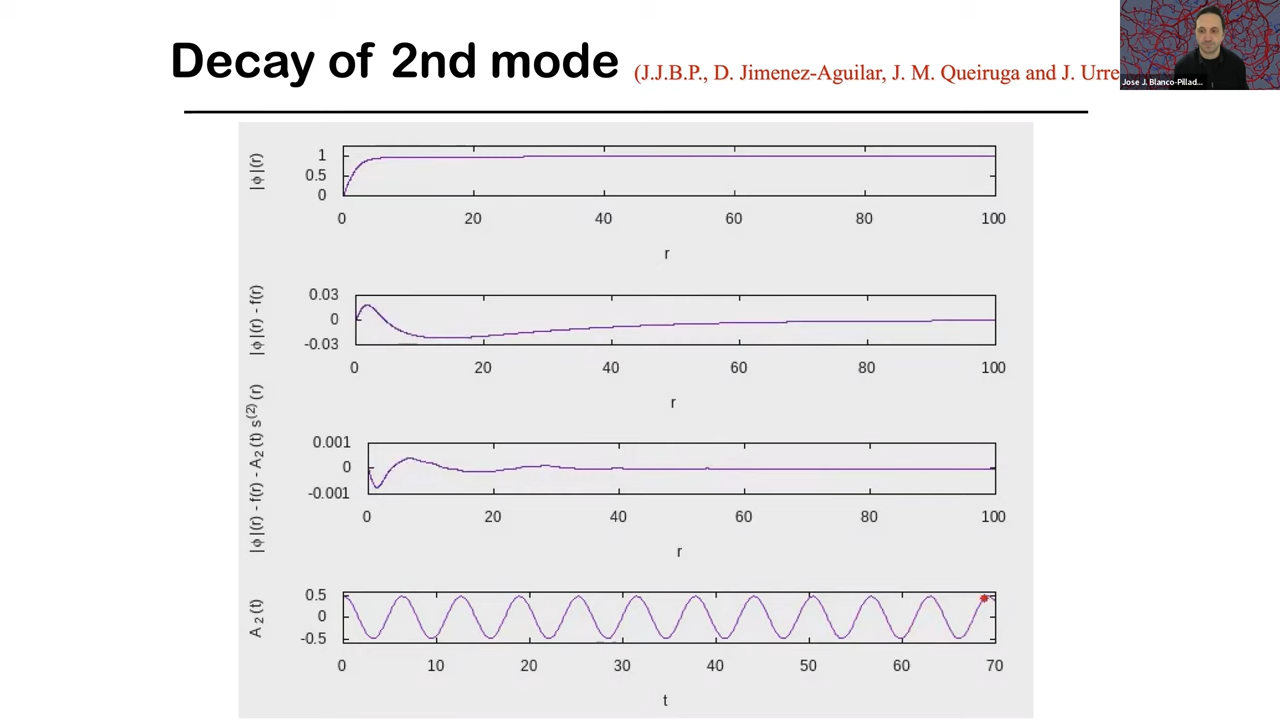 Decay of 2nd mode (J.J.B.P., D. Jimenez-Aguilar, J. M. Queiruga and J. Urre
Jose J. Blanco-Pillad...
|ϕ|(r)
1
0.5
0
0 20 40 60 80 100
r
|ϕ|(r) - f(r)
0.03
0
-0.03
0 20 40 60 80 100
r
|ϕ|(r) - f(r) - A₂(t) s⁽²⁾(r)
0.001
0
-0.001
0 20 40 60 80 100
r
A₂(t)
0.5
0
-0.5
0 10 20 30 40 50 60 70
t